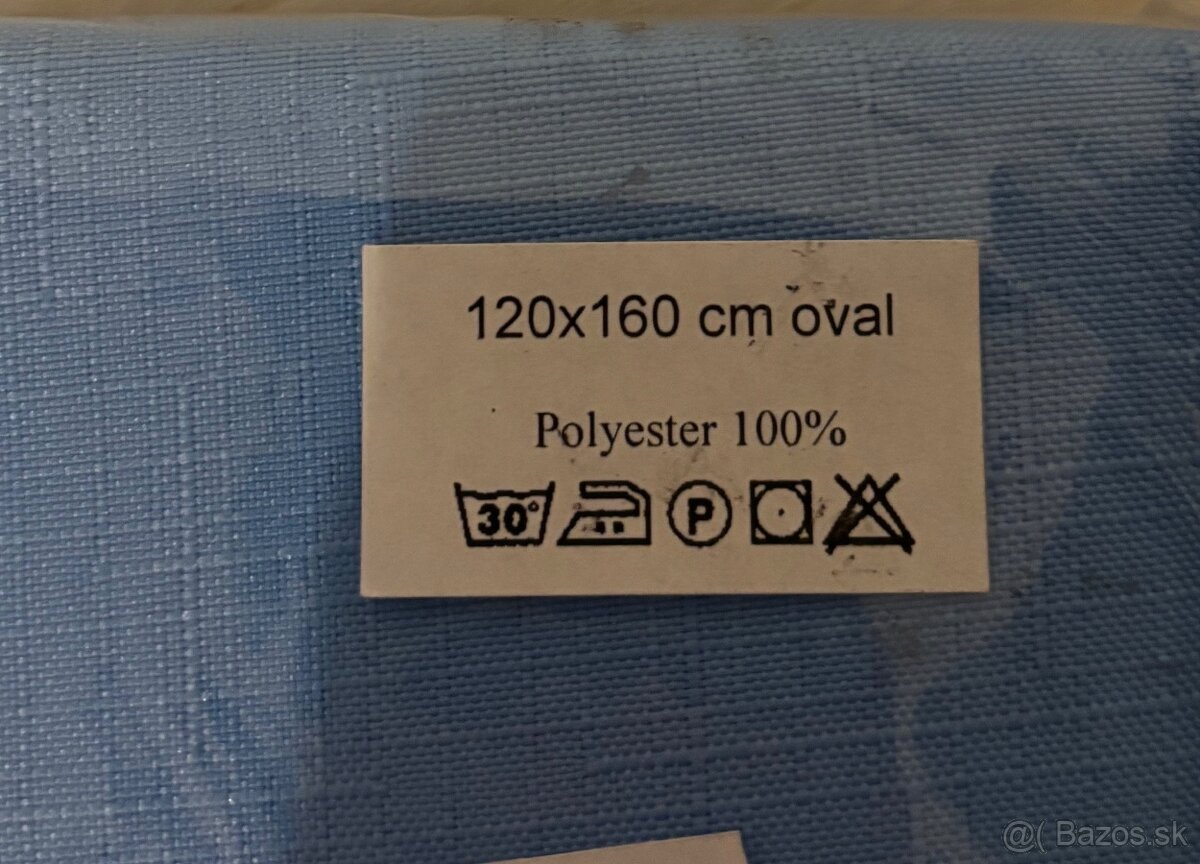 120x160 cm oval
Polyester 100%
30° P
@( Bazos.sk